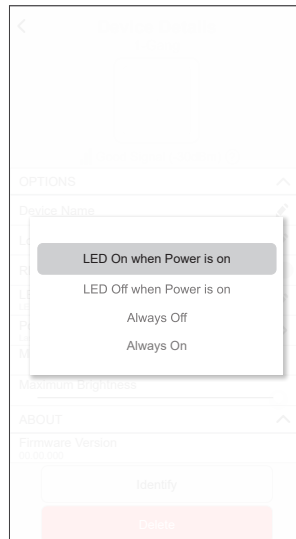 OPTIONS
Device Name
LED On when Power is on
LED Off when Power is on
Always Off
Always On
Maximum Brightness
ABOUT
Firmware Version
Identify
Delete